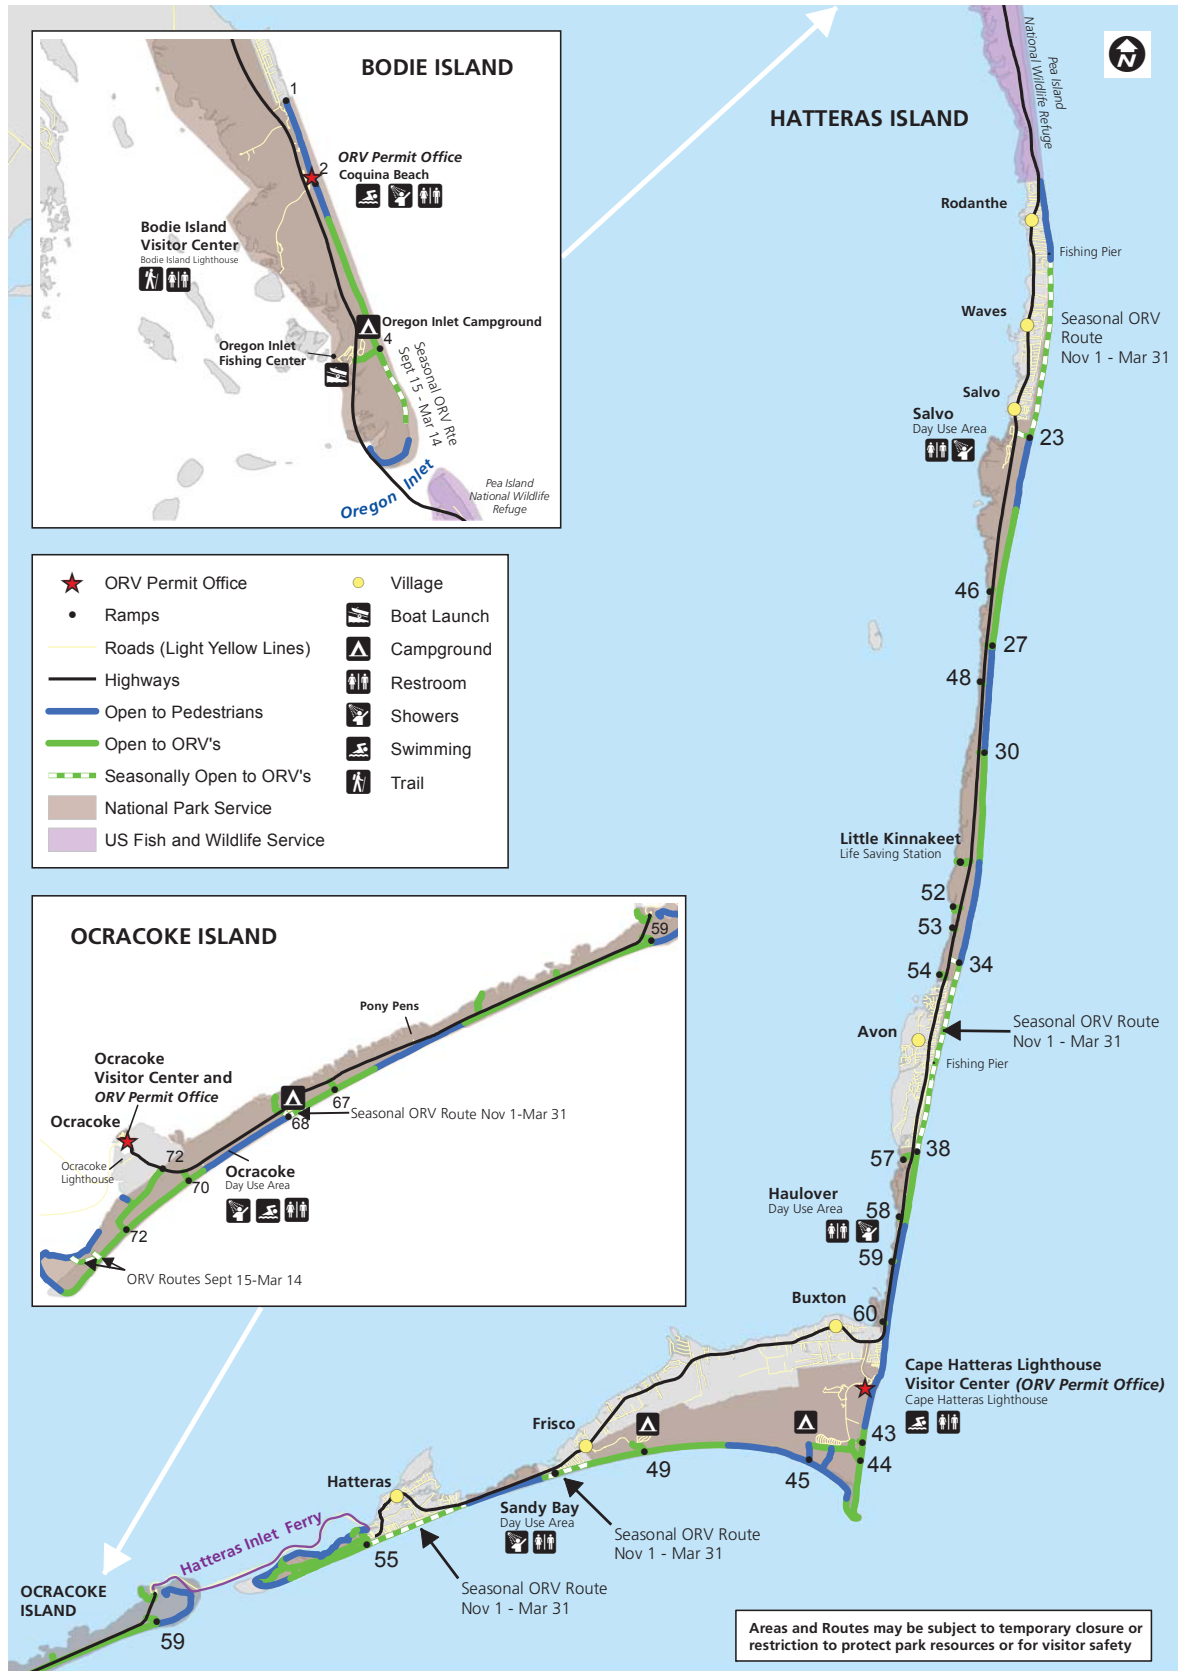 BODIE ISLAND
1
2
ORV Permit Office
Coquina Beach
Bodie Island
Visitor Center
Bodie Island Lighthouse
Oregon Inlet Campground
4
Oregon Inlet
Fishing Center
Seasonal ORV Rte
Sept 15 - Mar 14
Oregon Inlet
Pea Island
National Wildlife
Refuge
N
HATTERAS ISLAND
Pea Island
National Wildlife Refuge
Rodanthe
Fishing Pier
Waves
Seasonal ORV
Route
Nov 1 - Mar 31
Salvo
Salvo
Day Use Area
23
46
27
48
30
Little Kinnakeet
Life Saving Station
52
53
34
54
Avon
Seasonal ORV Route
Nov 1 - Mar 31
Fishing Pier
57
38
Haulover
Day Use Area
58
59
Buxton
60
Cape Hatteras Lighthouse
Visitor Center (ORV Permit Office)
Cape Hatteras Lighthouse
43
44
45
49
Frisco
Hatteras
Sandy Bay
Day Use Area
Seasonal ORV Route
Nov 1 - Mar 31
55
Seasonal ORV Route
Nov 1 - Mar 31
Hatteras Inlet Ferry
OCRACOKE
ISLAND
59
ORV Permit Office
Ramps
Roads (Light Yellow Lines)
Highways
Open to Pedestrians
Open to ORV's
Seasonally Open to ORV's
National Park Service
US Fish and Wildlife Service
Village
Boat Launch
Campground
Restroom
Showers
Swimming
Trail
OCRACOKE ISLAND
59
Pony Pens
Ocracoke
Visitor Center and
ORV Permit Office
Ocracoke
67
68
Seasonal ORV Route Nov 1-Mar 31
Ocracoke
Lighthouse
72
70
Ocracoke
Day Use Area
72
ORV Routes Sept 15-Mar 14
Areas and Routes may be subject to temporary closure or
restriction to protect park resources or for visitor safety